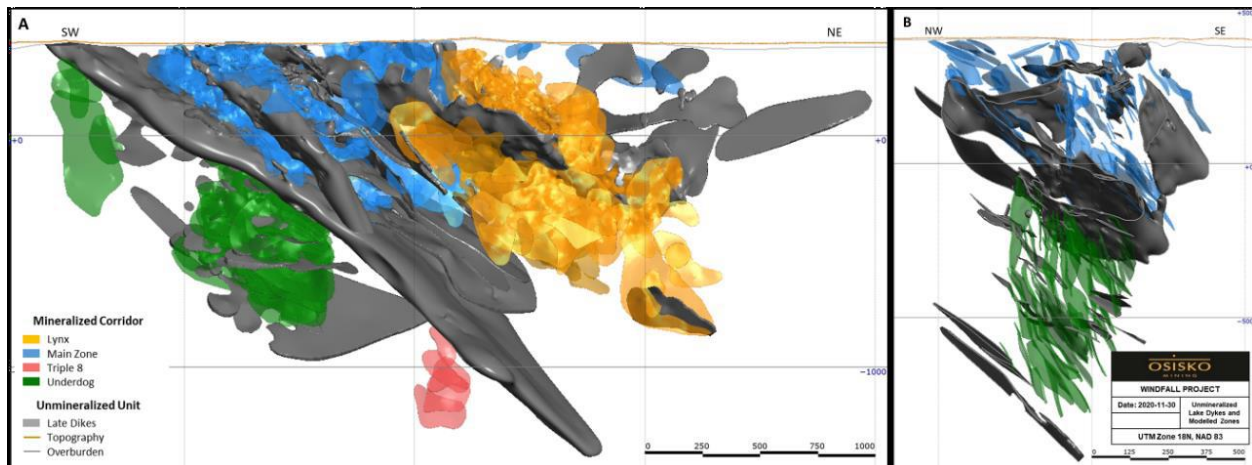 A
SW
NE
+0
+0
-1000
Mineralized Corridor
Lynx
Main Zone
Triple 8
Underdog
Unmineralized Unit
Late Dikes
Topography
Overburden
0 250 500 750 1000
B
NW
SE
+500
+0
-500
OSISKO
MINING
WINDFALL PROJECT
Date: 2020-11-30
Unmineralized
Lake Dykes and
Modelled Zones
UTM Zone 18N, NAD 83
0 125 250 375 500